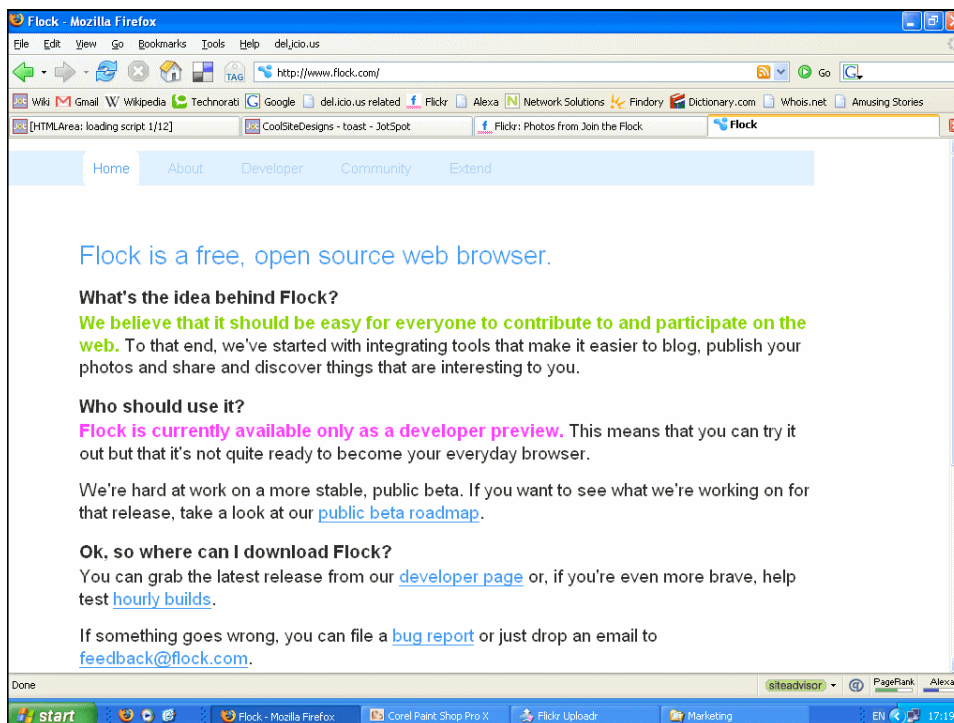 Flock - Mozilla Firefox
File Edit View Go Bookmarks Tools Help del.icio.us
TAG http://www.flock.com/ Go G
Wiki Gmail Wikipedia Technorati Google del.icio.us related Flickr Alexa Network Solutions Findory Dictionary.com Whois.net Amusing Stories
[HTMLArea: loading script 1/12] CoolSiteDesigns - toast - JotSpot Flickr: Photos from Join the Flock Flock
Home About Developer Community Extend
Flock is a free, open source web browser.
What's the idea behind Flock?
We believe that it should be easy for everyone to contribute to and participate on the
web. To that end, we've started with integrating tools that make it easier to blog, publish your
photos and share and discover things that are interesting to you.
Who should use it?
Flock is currently available only as a developer preview. This means that you can try it
out but that it's not quite ready to become your everyday browser.
We're hard at work on a more stable, public beta. If you want to see what we're working on for
that release, take a look at our public beta roadmap.
Ok, so where can I download Flock?
You can grab the latest release from our developer page or, if you're even more brave, help
test hourly builds.
If something goes wrong, you can file a bug report or just drop an email to
feedback@flock.com.
Done siteadvisor @ PageRank Alexa
start Flock - Mozilla Firefox Corel Paint Shop Pro X Flickr Uploadr Marketing EN 17:19